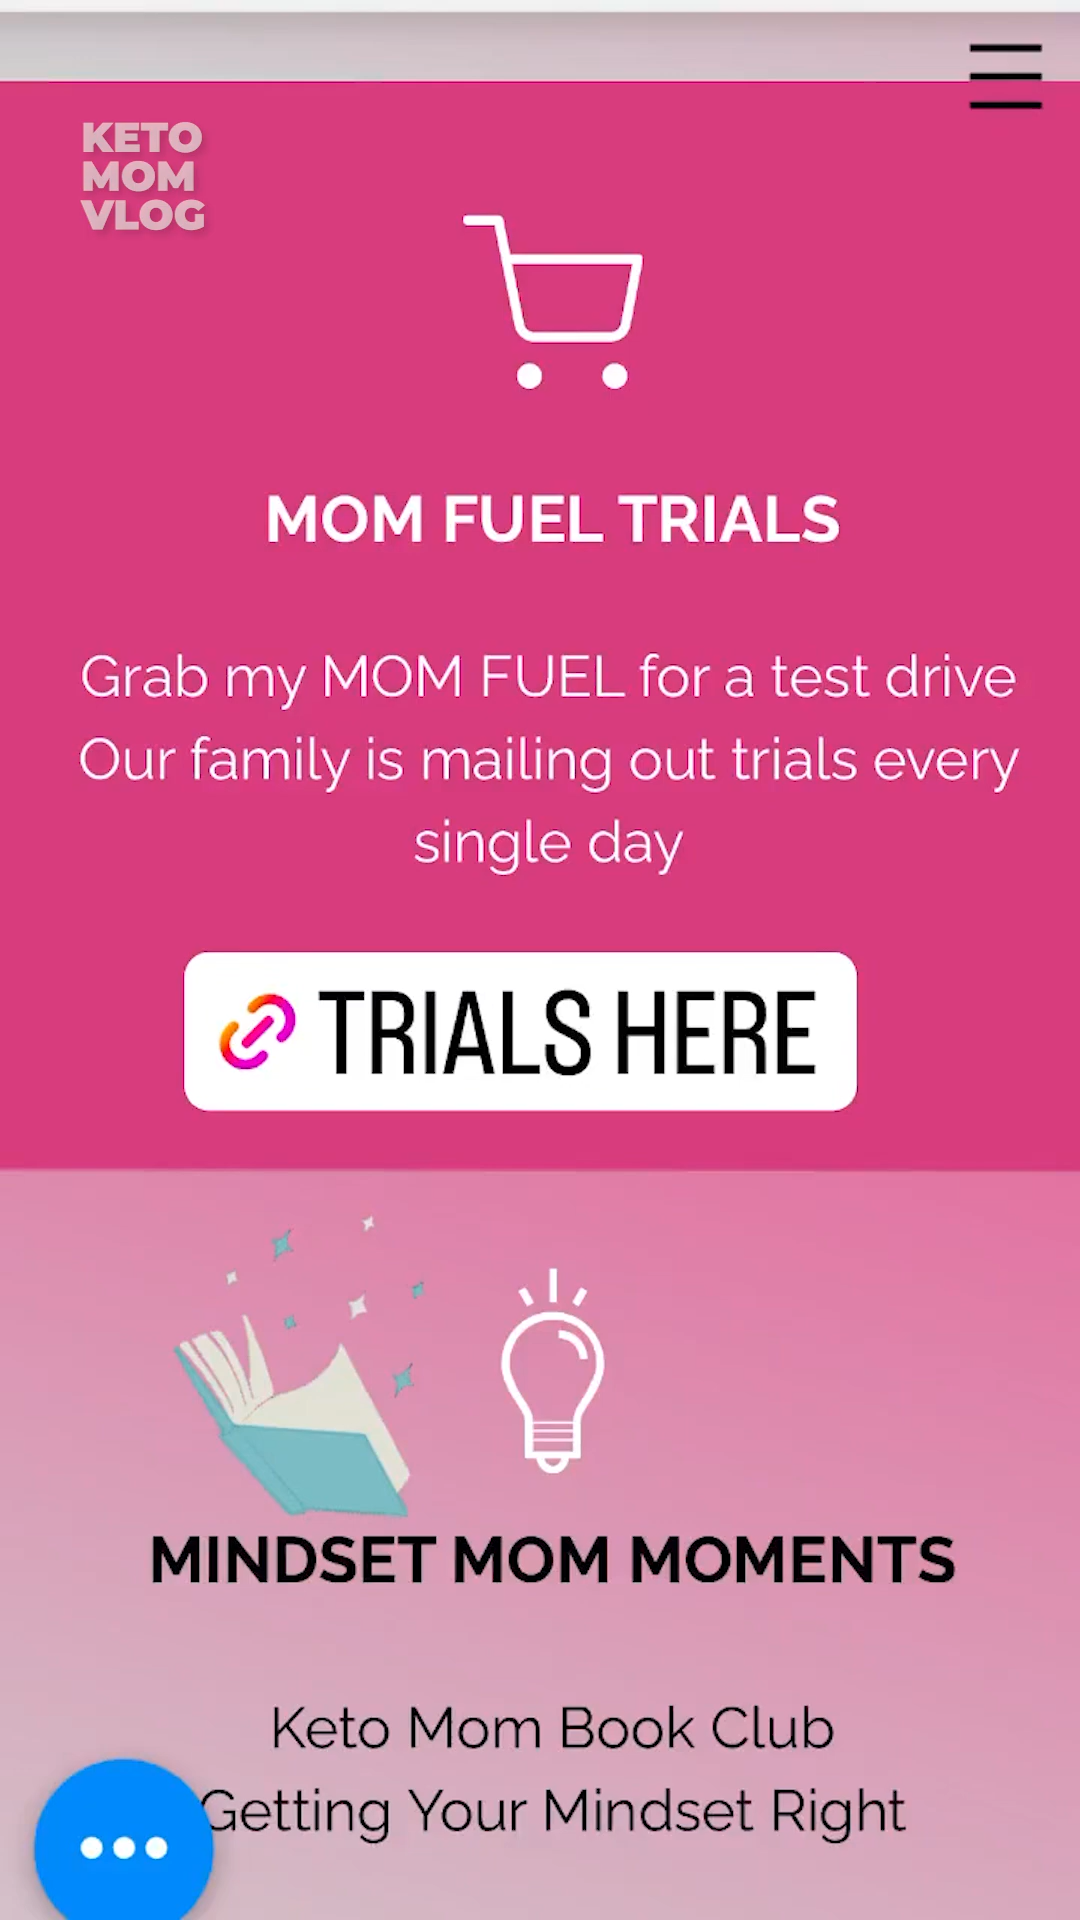 KETO
MOM
VLOG
MOM FUEL TRIALS
Grab my MOM FUEL for a test drive
Our family is mailing out trials every
single day
TRIALS HERE
MINDSET MOM MOMENTS
Keto Mom Book Club
Getting Your Mindset Right